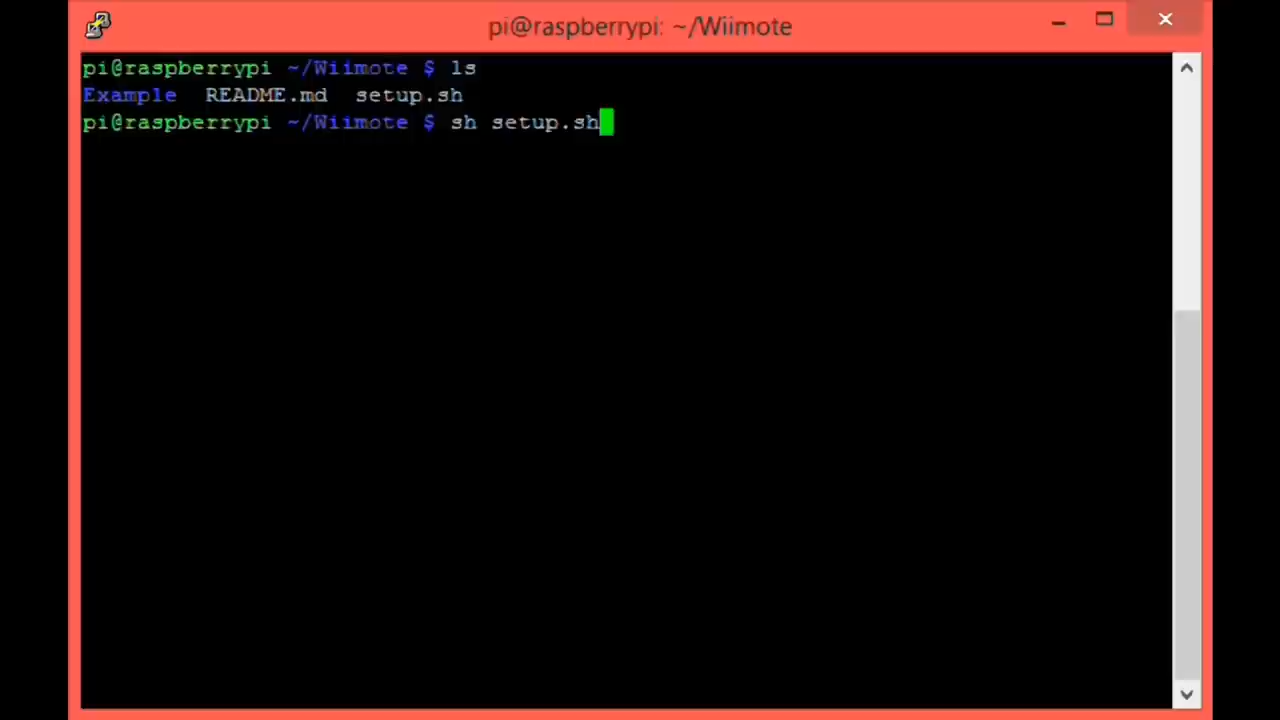 pi@raspberrypi: ~/Wiimote
pi@raspberrypi ~/Wiimote $ ls
Example  README.md  setup.sh
pi@raspberrypi ~/Wiimote $ sh setup.sh